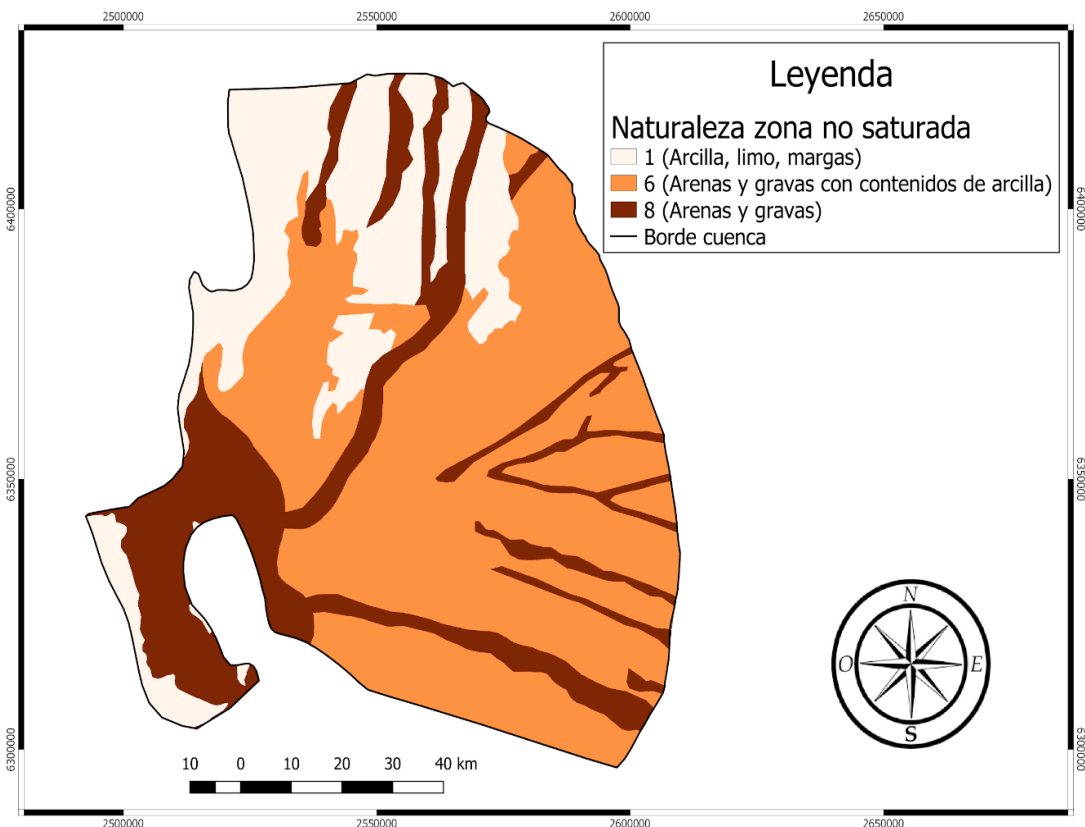 2500000 2550000 2600000 2650000
Leyenda
Naturaleza zona no saturada
1 (Arcilla, limo, margas)
6 (Arenas y gravas con contenidos de arcilla)
8 (Arenas y gravas)
Borde cuenca
6400000 6400000
6350000 6350000
6300000 6300000
N
O E
S
10 0 10 20 30 40 km
2500000 2550000 2600000 2650000